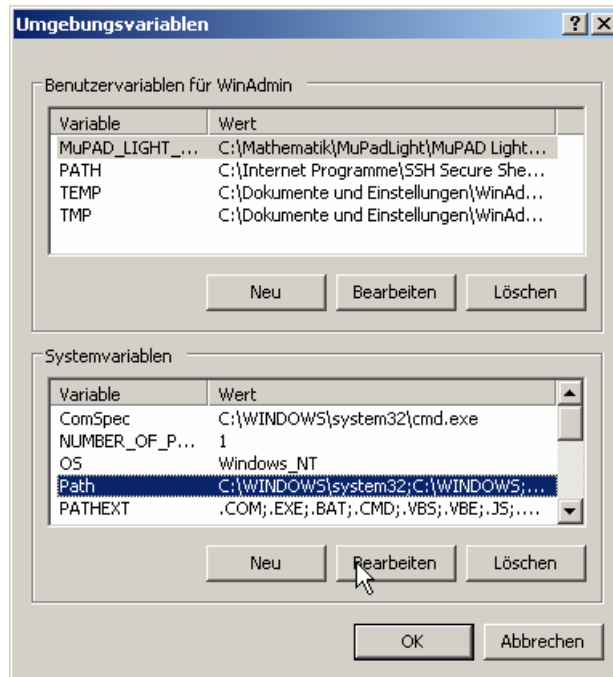 Umgebungsvariablen
Benutzervariablen für WinAdmin
Variable Wert
MuPAD_LIGHT_... C:\Mathematik\MuPadLight\MuPAD Light...
PATH C:\Internet Programme\SSH Secure She...
TEMP C:\Dokumente und Einstellungen\WinAd...
TMP C:\Dokumente und Einstellungen\WinAd...
Neu Bearbeiten Löschen
Systemvariablen
Variable Wert
ComSpec C:\WINDOWS\system32\cmd.exe
NUMBER_OF_P... 1
OS Windows_NT
Path C:\WINDOWS\system32;C:\WINDOWS;...
PATHEXT .COM;.EXE;.BAT;.CMD;.VBS;.VBE;.JS;....
Neu Bearbeiten Löschen
OK Abbrechen